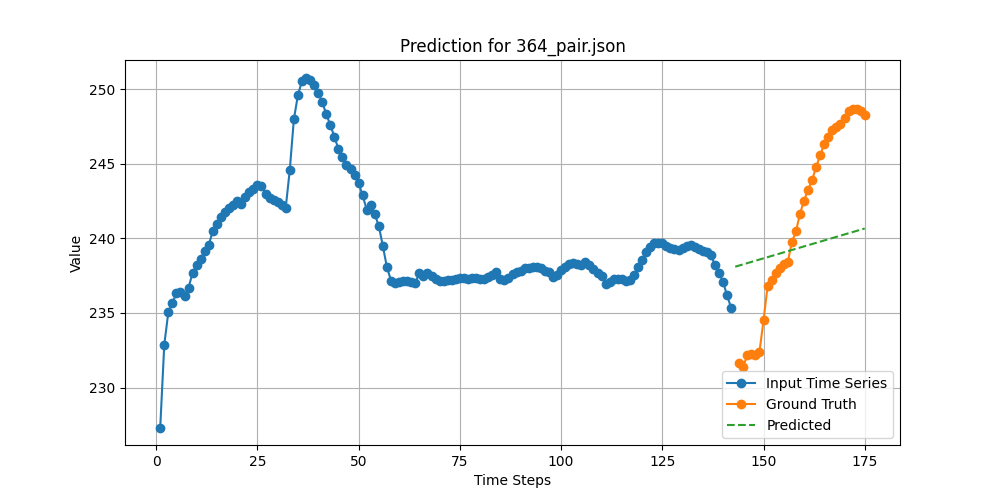 Prediction for 364_pair.json
Value
250
245
240
235
230
0 25 50 75 100 125 150 175
Time Steps
Input Time Series
Ground Truth
Predicted